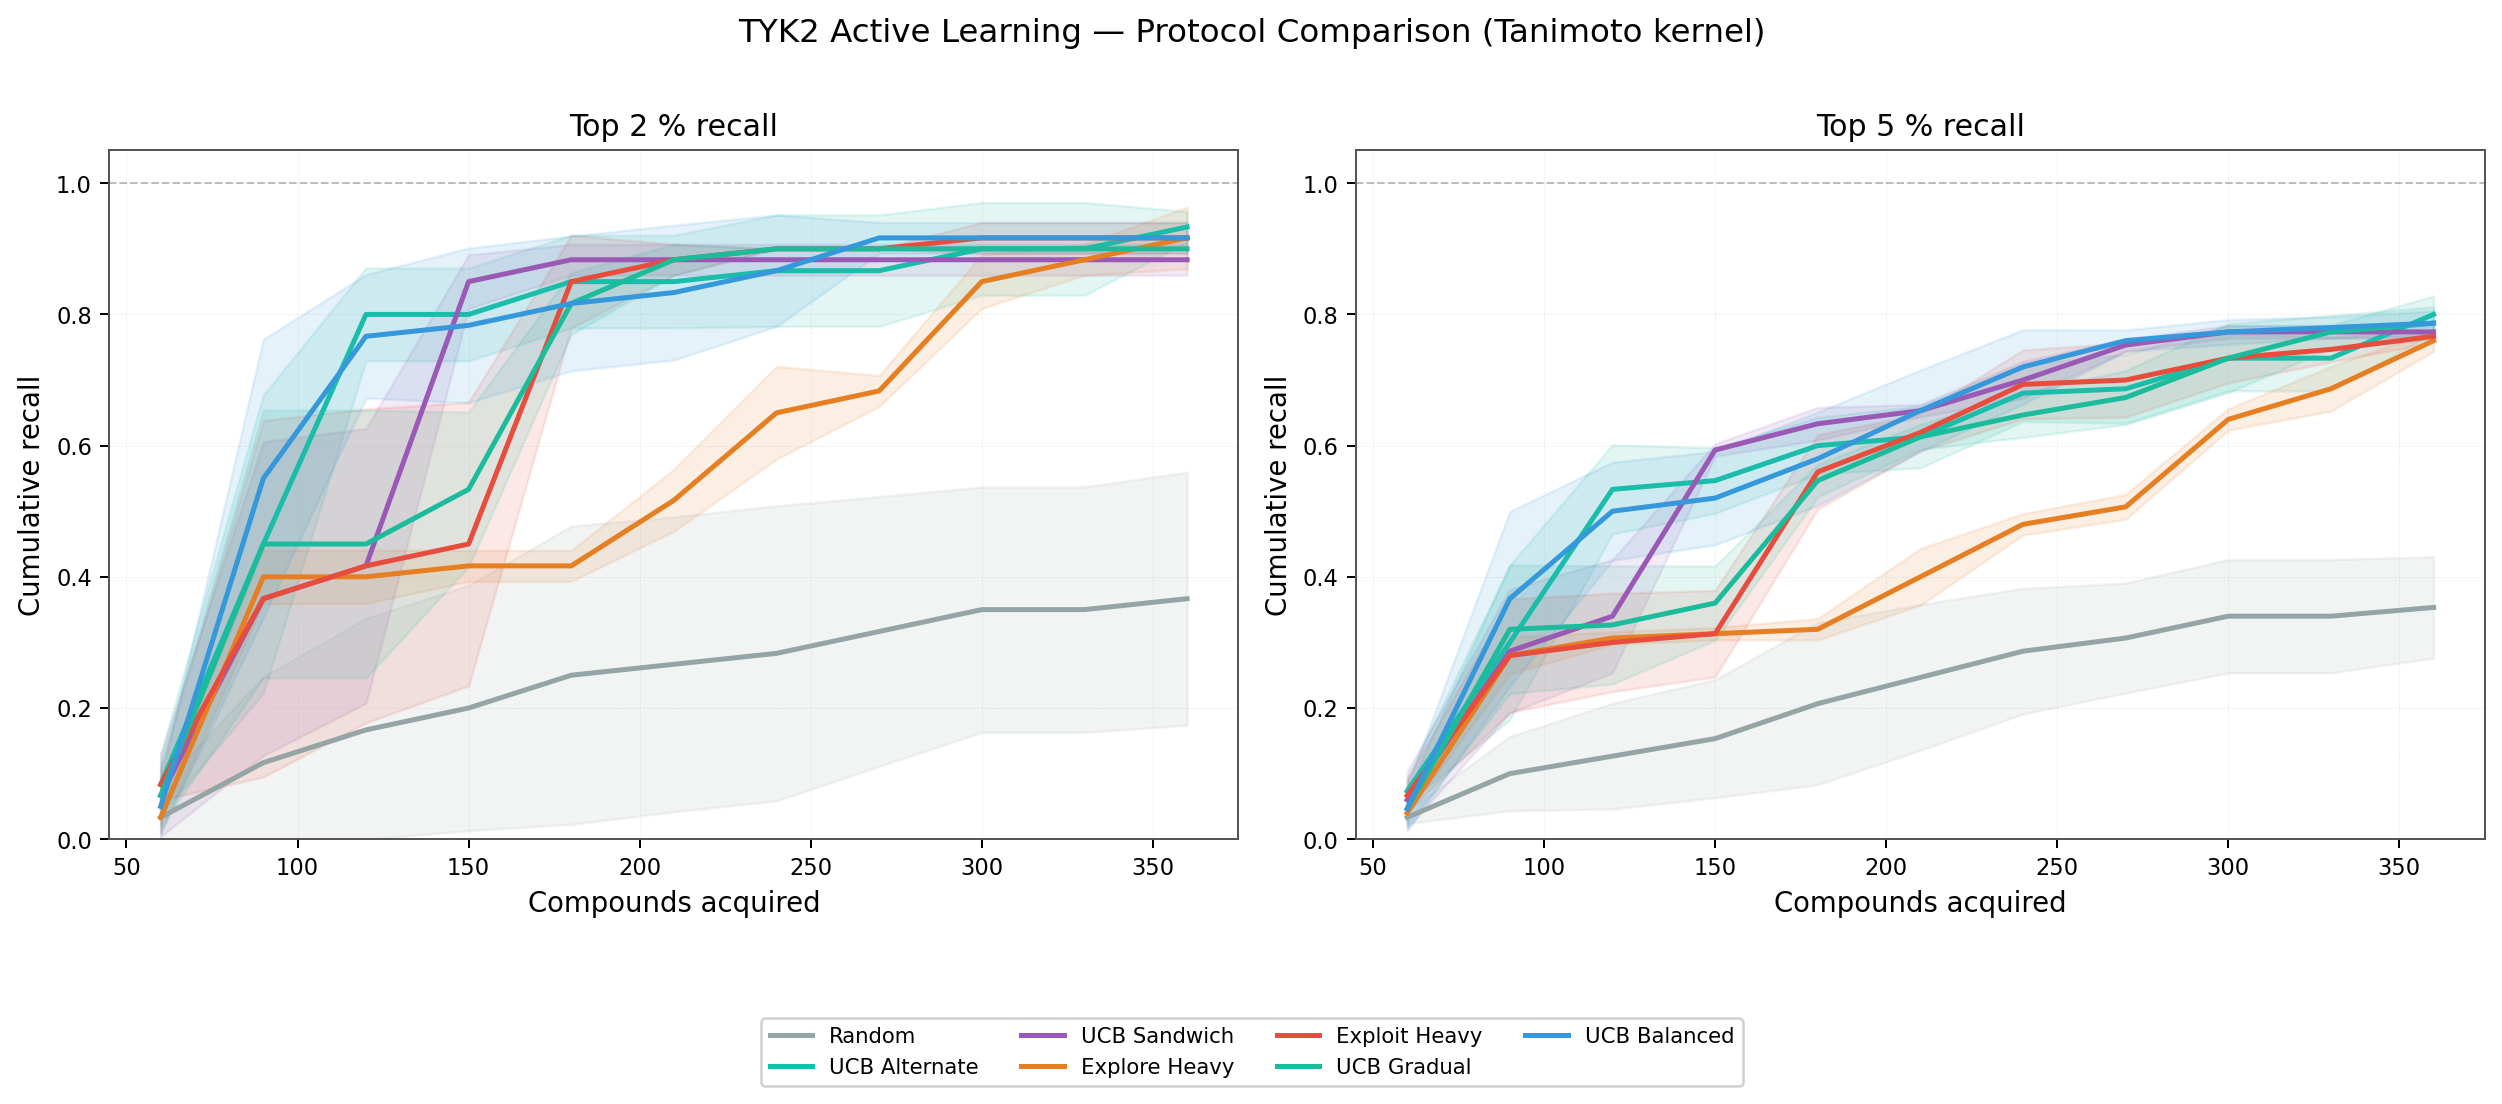 TYK2 Active Learning — Protocol Comparison (Tanimoto kernel)
Top 2 % recall
Cumulative recall
1.0
0.8
0.6
0.4
0.2
0.0
50 100 150 200 250 300 350
Compounds acquired
Top 5 % recall
Cumulative recall
1.0
0.8
0.6
0.4
0.2
0.0
50 100 150 200 250 300 350
Compounds acquired
Random UCB Sandwich Exploit Heavy UCB Balanced
UCB Alternate Explore Heavy UCB Gradual